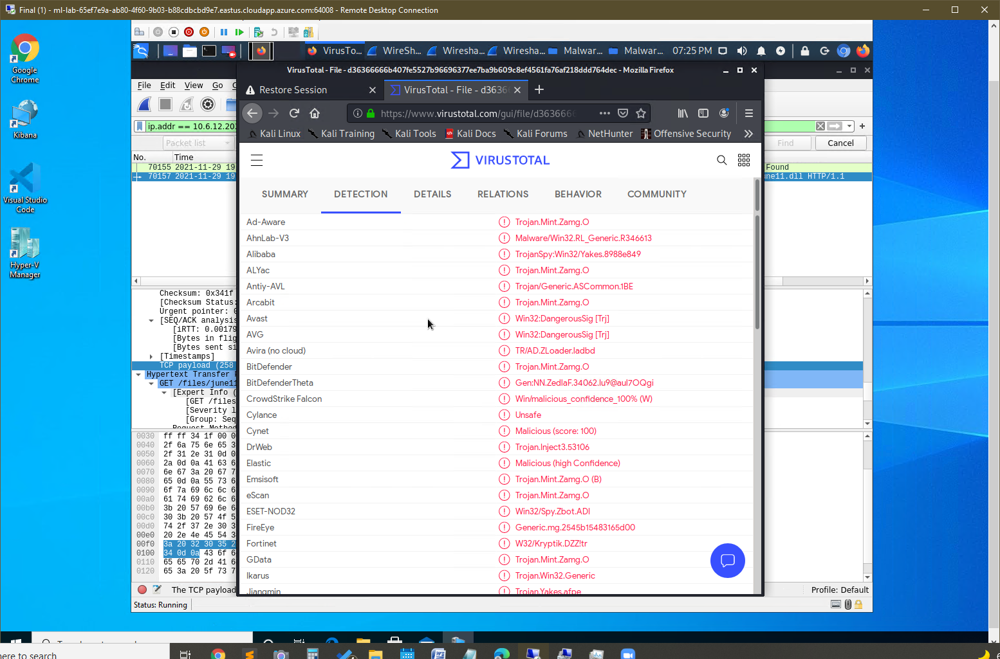 Final (1) - ml-lab-65ef7e9a-ab80-4f60-9b03-b88cdbcbd9e7.eastus.cloudapp.azure.com:64008 - Remote Desktop Connection
Google Chrome
Kibana
Visual Studio Code
Hyper-V Manager
VirusTo...
WireSh...
Wiresha...
Wiresha...
Malwar...
Malwar...
07:25 PM
VirusTotal - File - d36366666b407fe5527b96696377ee7ba9b609c8ef4561fa76af218ddd764dec - Mozilla Firefox
File Edit View Go
Restore Session
VirusTotal - File - d3636
https://www.virustotal.com/gui/file/d363666
ip.addr == 10.6.12.20
Kali Linux
Kali Training
Kali Tools
Kali Docs
Kali Forums
NetHunter
Offensive Security
Packet list
Find
Cancel
No. Time
70155 2021-11-29 19
Found
70157 2021-11-29 19
ne11.dll HTTP/1.1
VIRUSTOTAL
SUMMARY DETECTION DETAILS RELATIONS BEHAVIOR COMMUNITY
Ad-Aware Trojan.Mint.Zamg.O
AhnLab-V3 Malware/Win32.RL_Generic.R346613
Alibaba TrojanSpy:Win32/Yakes.8988e849
ALYac Trojan.Mint.Zamg.O
Antiy-AVL Trojan/Generic.ASCommon.1BE
Arcabit Trojan.Mint.Zamg.O
Avast Win32:DangerousSig [Trj]
AVG Win32:DangerousSig [Trj]
Avira (no cloud) TR/AD.ZLoader.ladbd
BitDefender Trojan.Mint.Zamg.O
BitDefenderTheta Gen:NN.ZedlaF.34062.lu9@aul7OQgi
CrowdStrike Falcon Win/malicious_confidence_100% (W)
Cylance Unsafe
Cynet Malicious (score: 100)
DrWeb Trojan.Inject3.53106
Elastic Malicious (high Confidence)
Emsisoft Trojan.Mint.Zamg.O (B)
eScan Trojan.Mint.Zamg.O
ESET-NOD32 Win32/Spy.Zbot.ADI
FireEye Generic.mg.2545b15483165d00
Fortinet W32/Kryptik.DZZ!tr
GData Trojan.Mint.Zamg.O
Ikarus Trojan.Win32.Generic
Jiangmin Trojan.Yakes.afpe
Checksum: 0x341f
[Checksum Status:
Urgent pointer:
[SEQ/ACK analysis
[iRTT: 0.00179
[Bytes in flig
[Bytes sent si
[Timestamps]
TCP payload (258
Hypertext Transfer
GET /files/june11
[Expert Info (
[GET /files
[Severity l
[Group: Seq
Request Method
0030 ff ff 34 1f 00 0
0040 2f 6a 75 6e 65 3
0050 2f 31 2e 31 0d 0
0060 2a 0d 0a 41 63 6
0070 6e 67 3a 20 67 7
0080 65 0d 0a 55 73 6
0090 6f 7a 69 6c 6c 6
00a0 61 74 69 62 6c 6
00b0 3b 20 57 69 6e 6
00c0 30 3b 20 57 4f 5
00d0 74 2f 37 2e 30 3
00e0 20 2e 4e 45 54 3
00f0 3a 20 32 30 35 2
0100 34 0d 0a 43 6f 6
0110 65 65 70 2d 41 6
0120 65 3a 20 5f 73 7
The TCP payload
Profile: Default
Status: Running
here to search